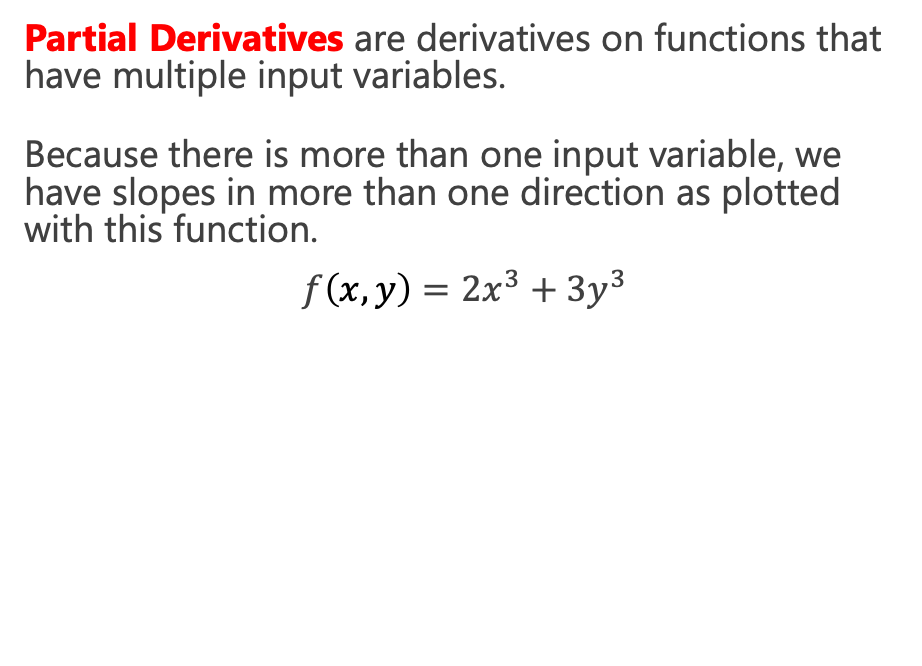 Partial Derivatives are derivatives on functions that
have multiple input variables.
Because there is more than one input variable, we
have slopes in more than one direction as plotted
with this function.
f(x, y) = 2x³ + 3y³